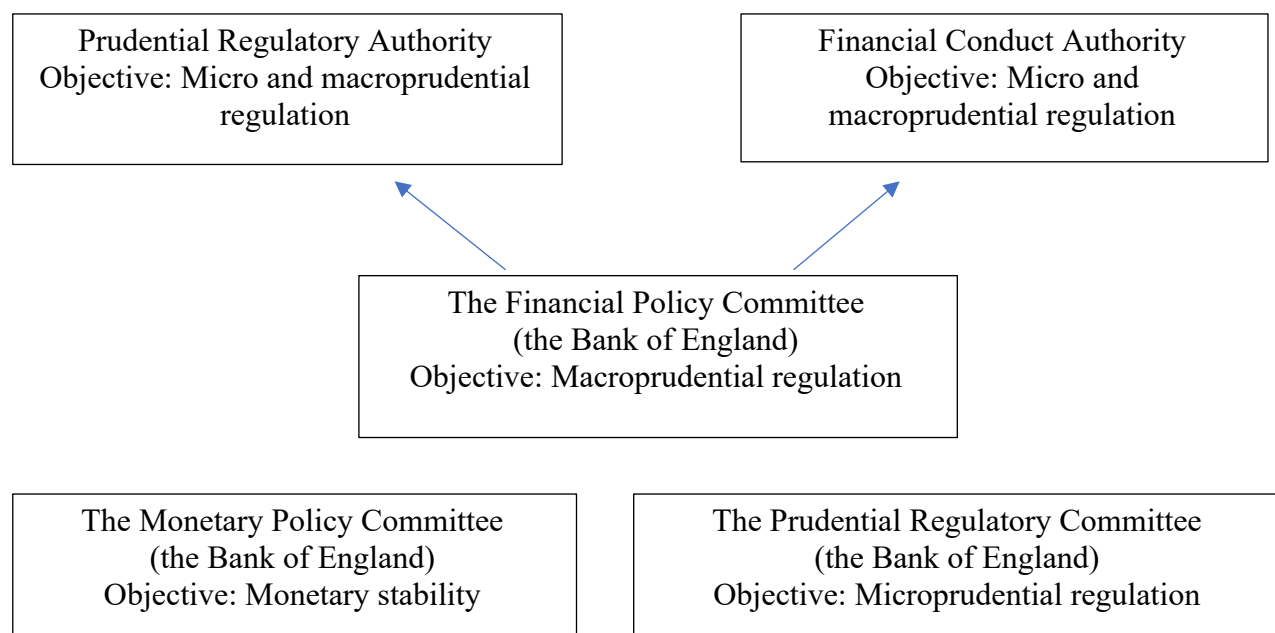 Prudential Regulatory Authority
Objective: Micro and macroprudential
regulation
Financial Conduct Authority
Objective: Micro and
macroprudential regulation
The Financial Policy Committee
(the Bank of England)
Objective: Macroprudential regulation
The Monetary Policy Committee
(the Bank of England)
Objective: Monetary stability
The Prudential Regulatory Committee
(the Bank of England)
Objective: Microprudential regulation